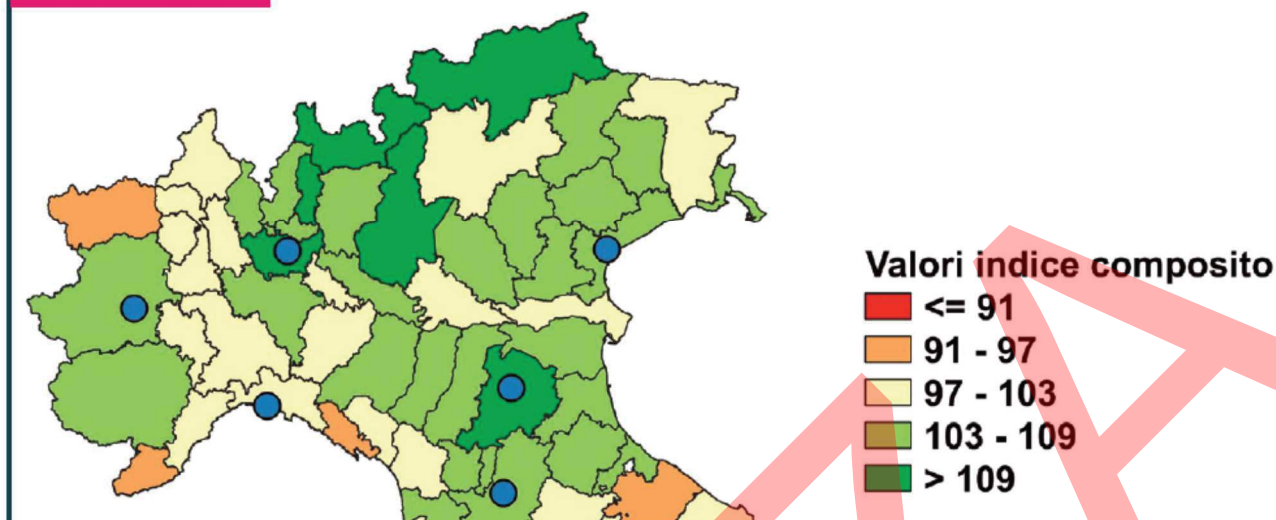 Valori indice composito
<= 91
91 - 97
97 - 103
103 - 109
> 109